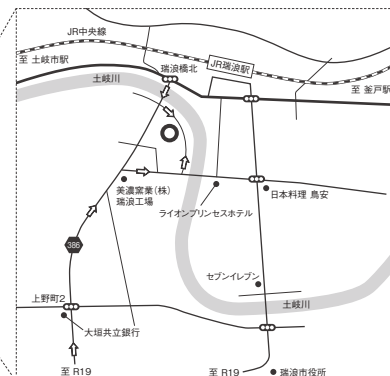 JR中央線
至 土岐市駅
土岐川
瑞浪橋北
JR瑞浪駅
至 釜戸駅
美濃窯業(株)
瑞浪工場
ライオンプリンセスホテル
日本料理 鳥安
386
セブンイレブン
上野町2
土岐川
大垣共立銀行
至 R19
至 R19
瑞浪市役所